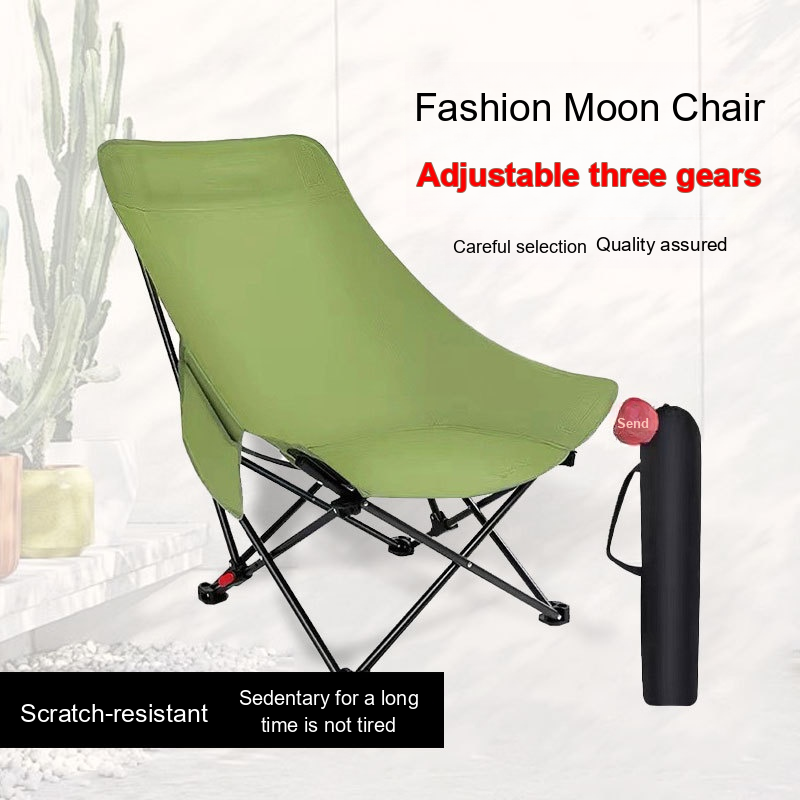 Fashion Moon Chair
Adjustable three gears
Careful selection Quality assured
Send
Scratch-resistant
Sedentary for a long
time is not tired